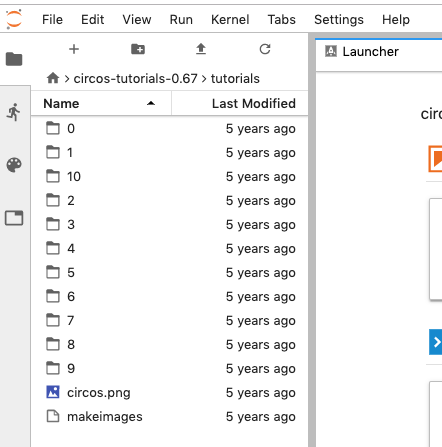 File Edit View Run Kernel Tabs Settings Help
Launcher
circos-tutorials-0.67 > tutorials
Name Last Modified
0 5 years ago
1 5 years ago
10 5 years ago
2 5 years ago
3 5 years ago
4 5 years ago
5 5 years ago
6 5 years ago
7 5 years ago
8 5 years ago
9 5 years ago
circos.png 5 years ago
makeimages 5 years ago
circ